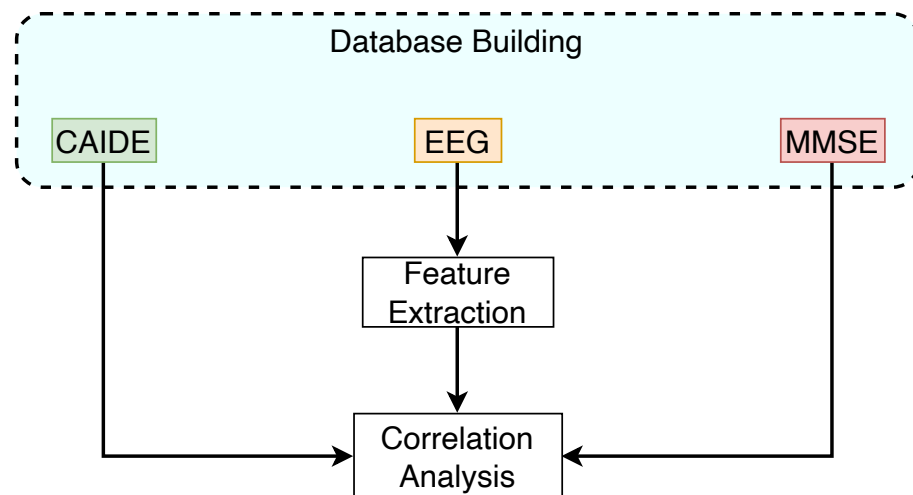 Database Building
CAIDE
EEG
MMSE
Feature
Extraction
Correlation
Analysis